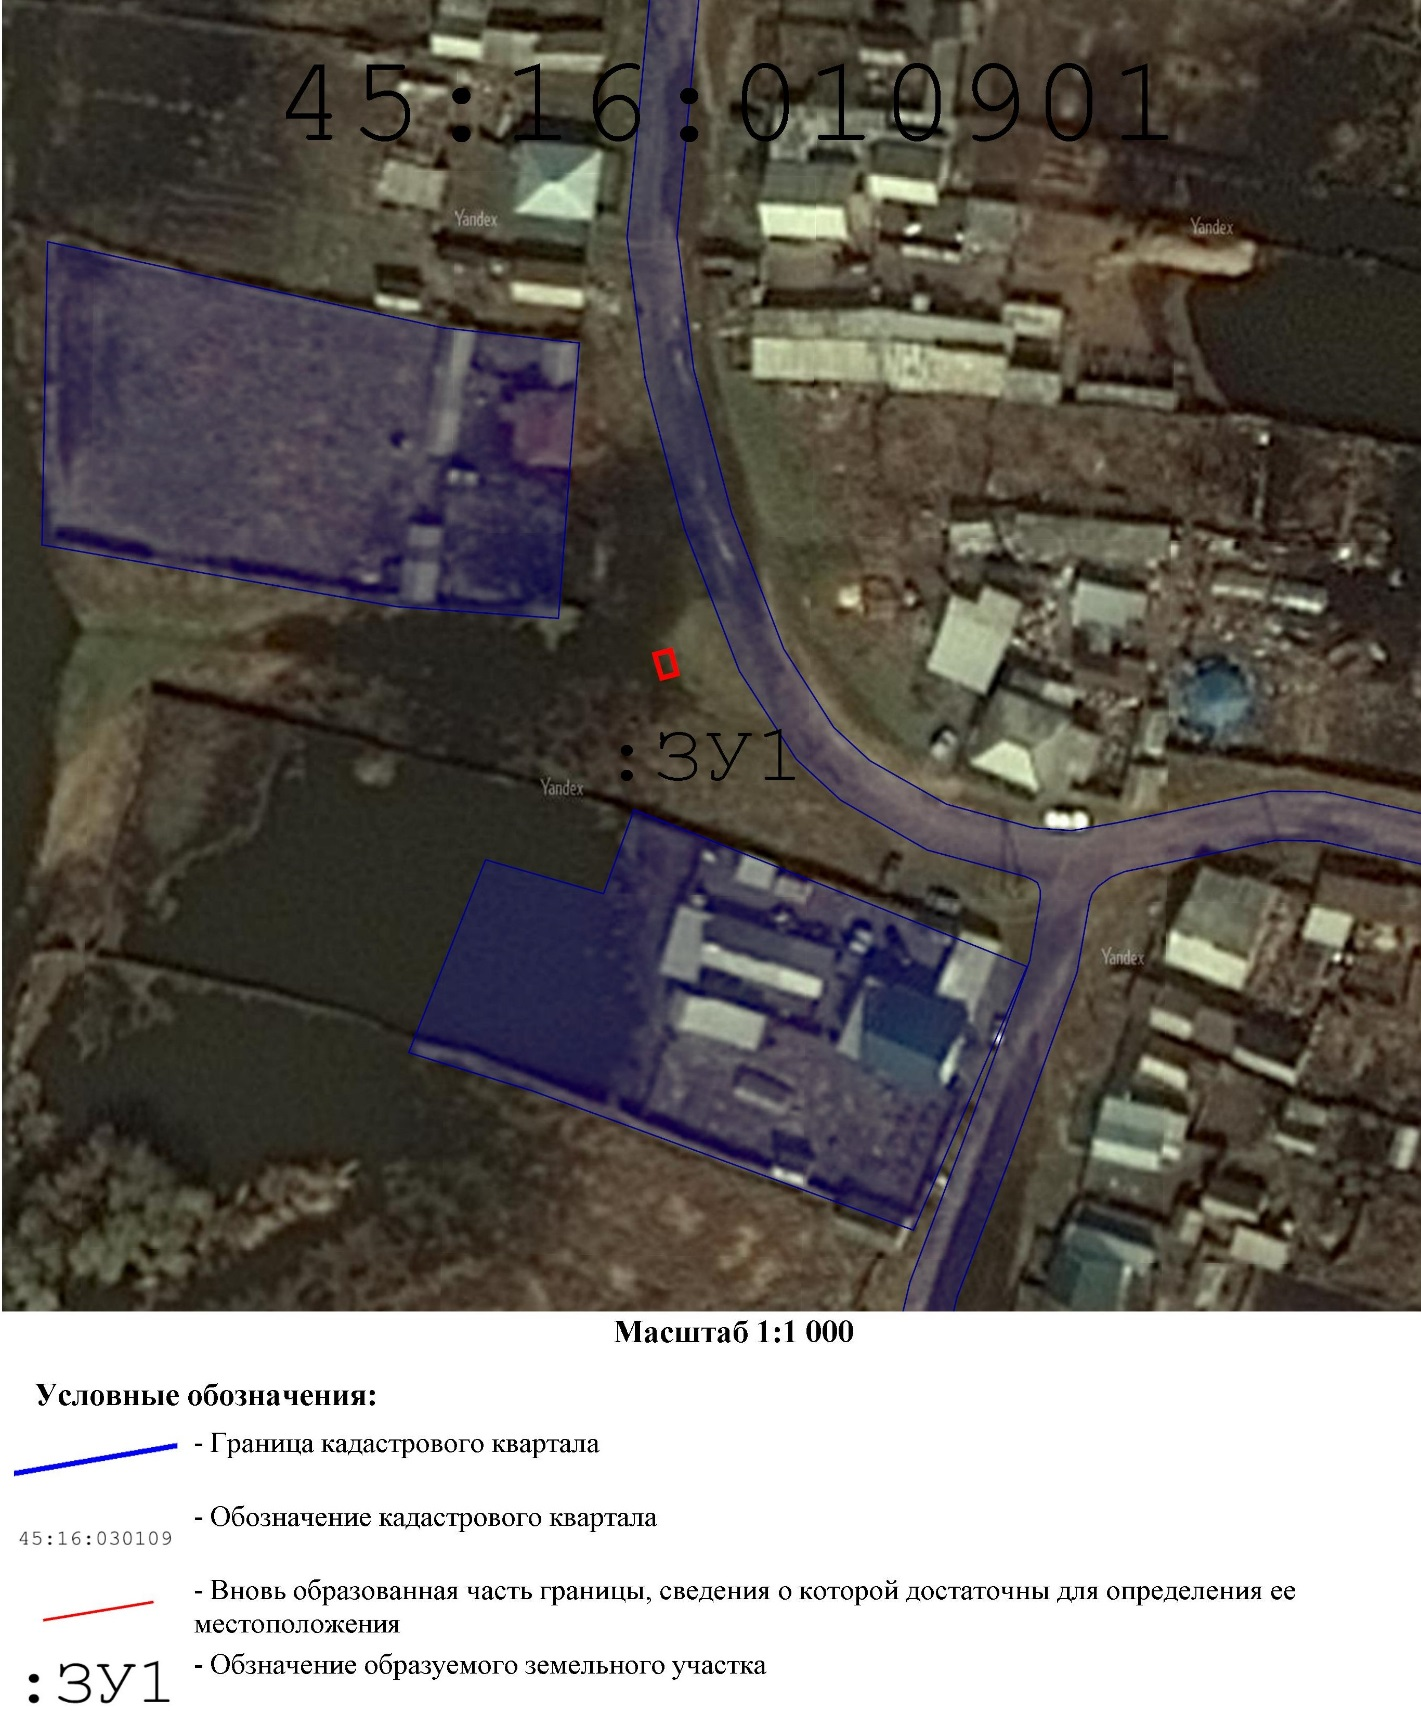 45:16:010901
Yandex
Yandex
:ЗУ1
Yandex
Yandex
Масштаб 1:1 000
Условные обозначения:
- Граница кадастрового квартала
- Обозначение кадастрового квартала
45:16:030109
- Вновь образованная часть границы, сведения о которой достаточны для определения ее
местоположения
:ЗУ1 - Обзначение образуемого земельного участка